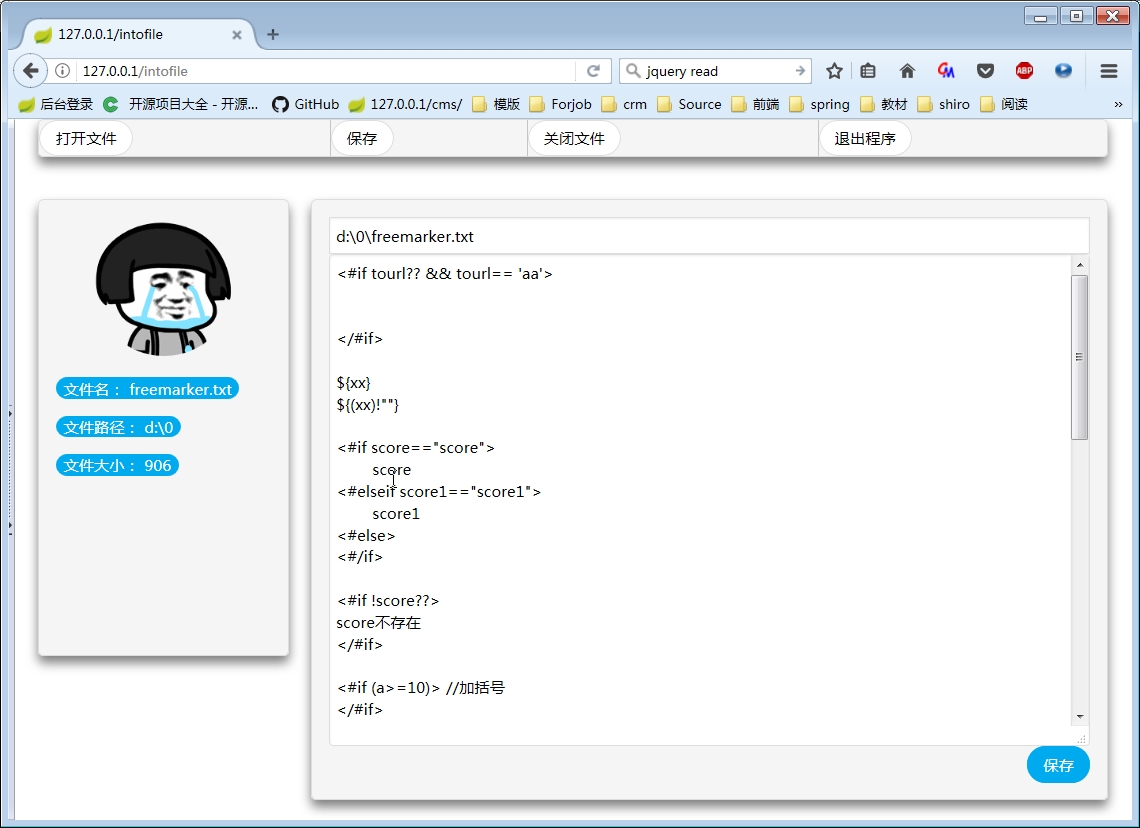 127.0.0.1/intofile
127.0.0.1/intofile
jquery read
ABP
后台登录 开源项目大全 - 开源... GitHub 127.0.0.1/cms/ 模版 Forjob crm Source 前端 spring 教材 shiro 阅读 »
打开文件 保存 关闭文件 退出程序
文件名： freemarker.txt
文件路径： d:\0
文件大小： 906
d:\0\freemarker.txt
<#if tourl?? && tourl== 'aa'>
</#if>
${xx}
${(xx)!""}
<#if score=="score">
score
<#elseif score1=="score1">
score1
<#else>
<#/if>
<#if !score??>
score不存在
</#if>
<#if (a>=10)> //加括号
</#if>
保存